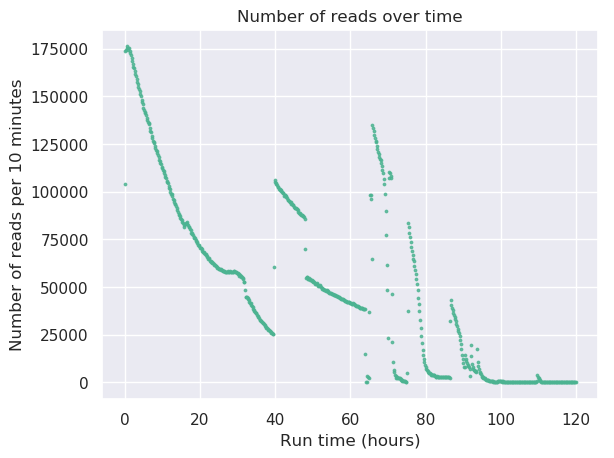 Number of reads over time
Number of reads per 10 minutes
175000
150000
125000
100000
75000
50000
25000
0
0 20 40 60 80 100 120
Run time (hours)